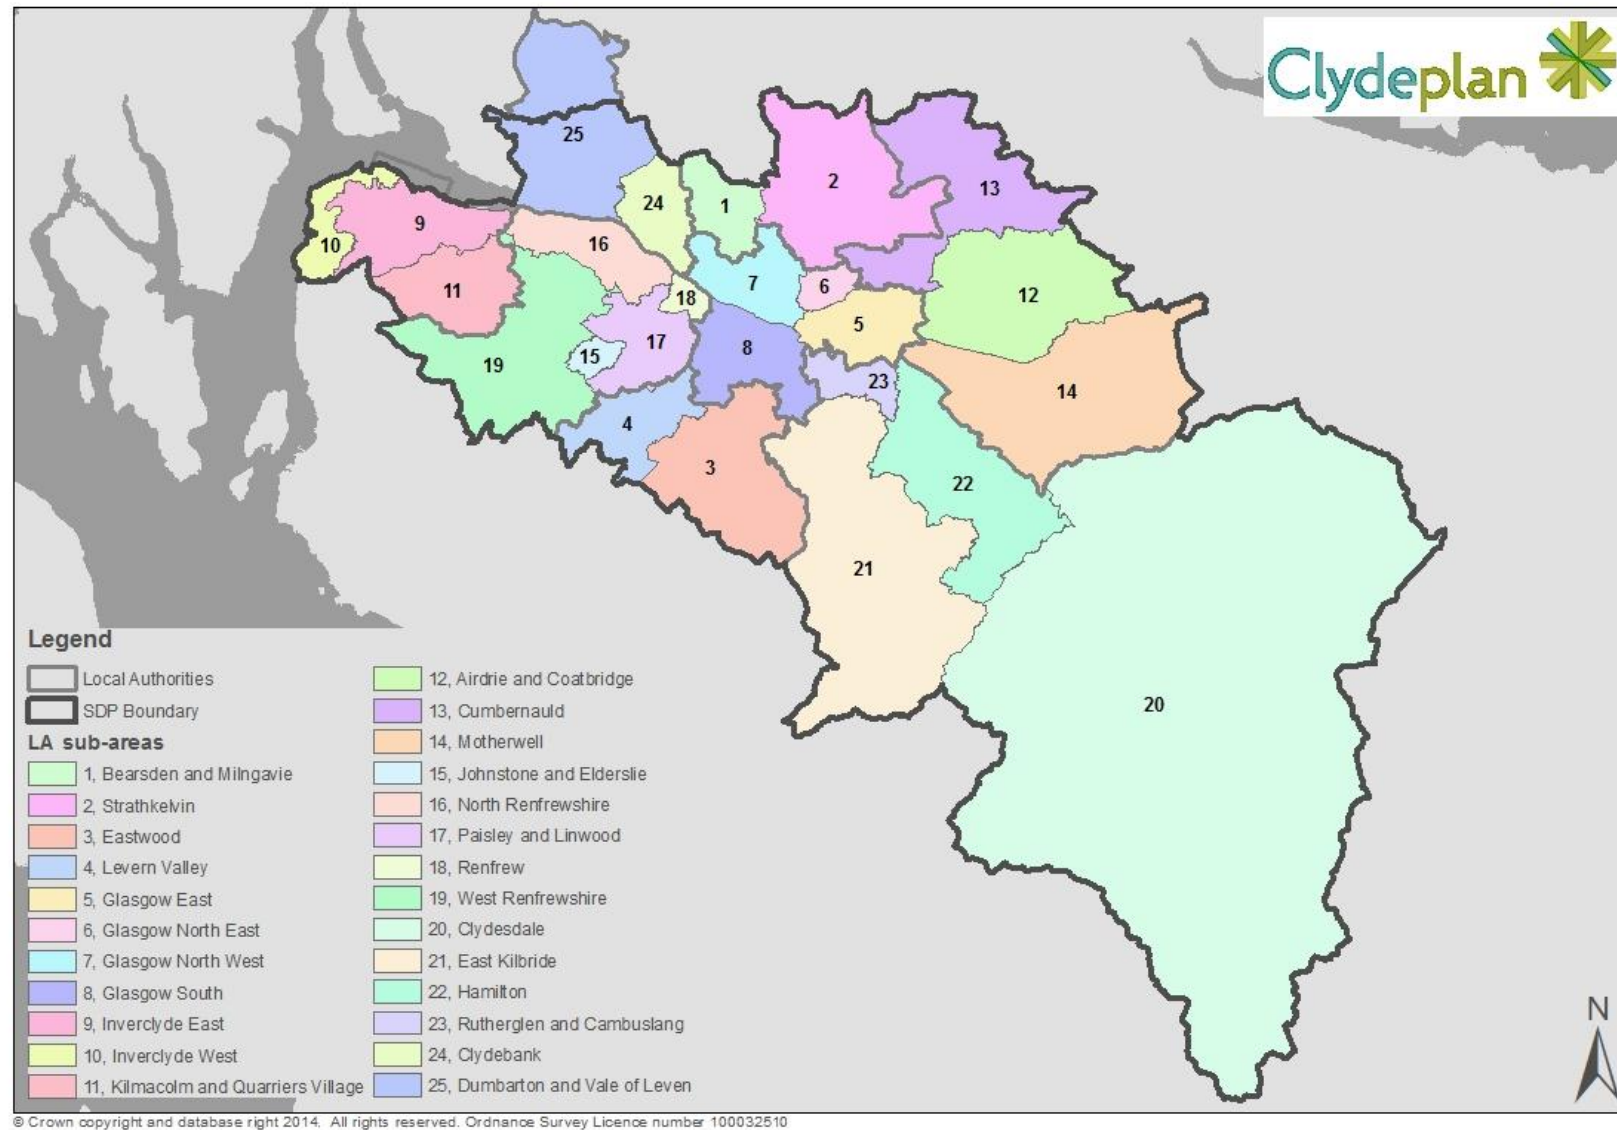 Clydeplan
25
2
13
24
1
9
16
10
7
6
11
18
12
5
17
8
15
19
23
14
4
3
22
21
20
N
Legend
Local Authorities
SDP Boundary
LA sub-areas
1, Bearsden and Milngavie
2, Strathkelvin
3, Eastwood
4, Levern Valley
5, Glasgow East
6, Glasgow North East
7, Glasgow North West
8, Glasgow South
9, Inverclyde East
10, Inverclyde West
11, Kilmacolm and Quarriers Village
12, Airdrie and Coatbridge
13, Cumbernauld
14, Motherwell
15, Johnstone and Elderslie
16, North Renfrewshire
17, Paisley and Linwood
18, Renfrew
19, West Renfrewshire
20, Clydesdale
21, East Kilbride
22, Hamilton
23, Rutherglen and Cambuslang
24, Clydebank
25, Dumbarton and Vale of Leven
© Crown copyright and database right 2014. All rights reserved. Ordnance Survey Licence number 100032510